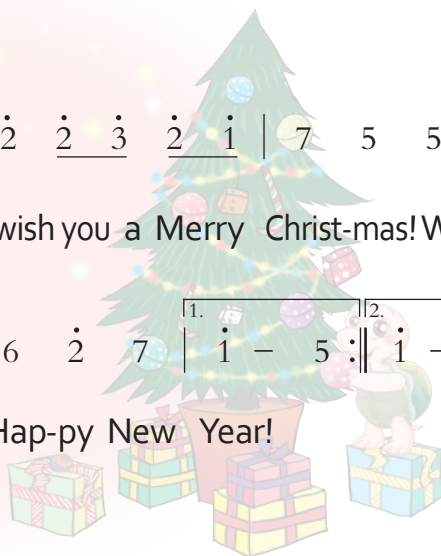 2̇ 2̇ 3̇ 2̇ 1̇ | 7 5 5
wish you a Merry Christ-mas! W
1. 2.
6 2̇ 7 | 1̇ – 5 :‖ 1̇ –
Hap-py New Year!